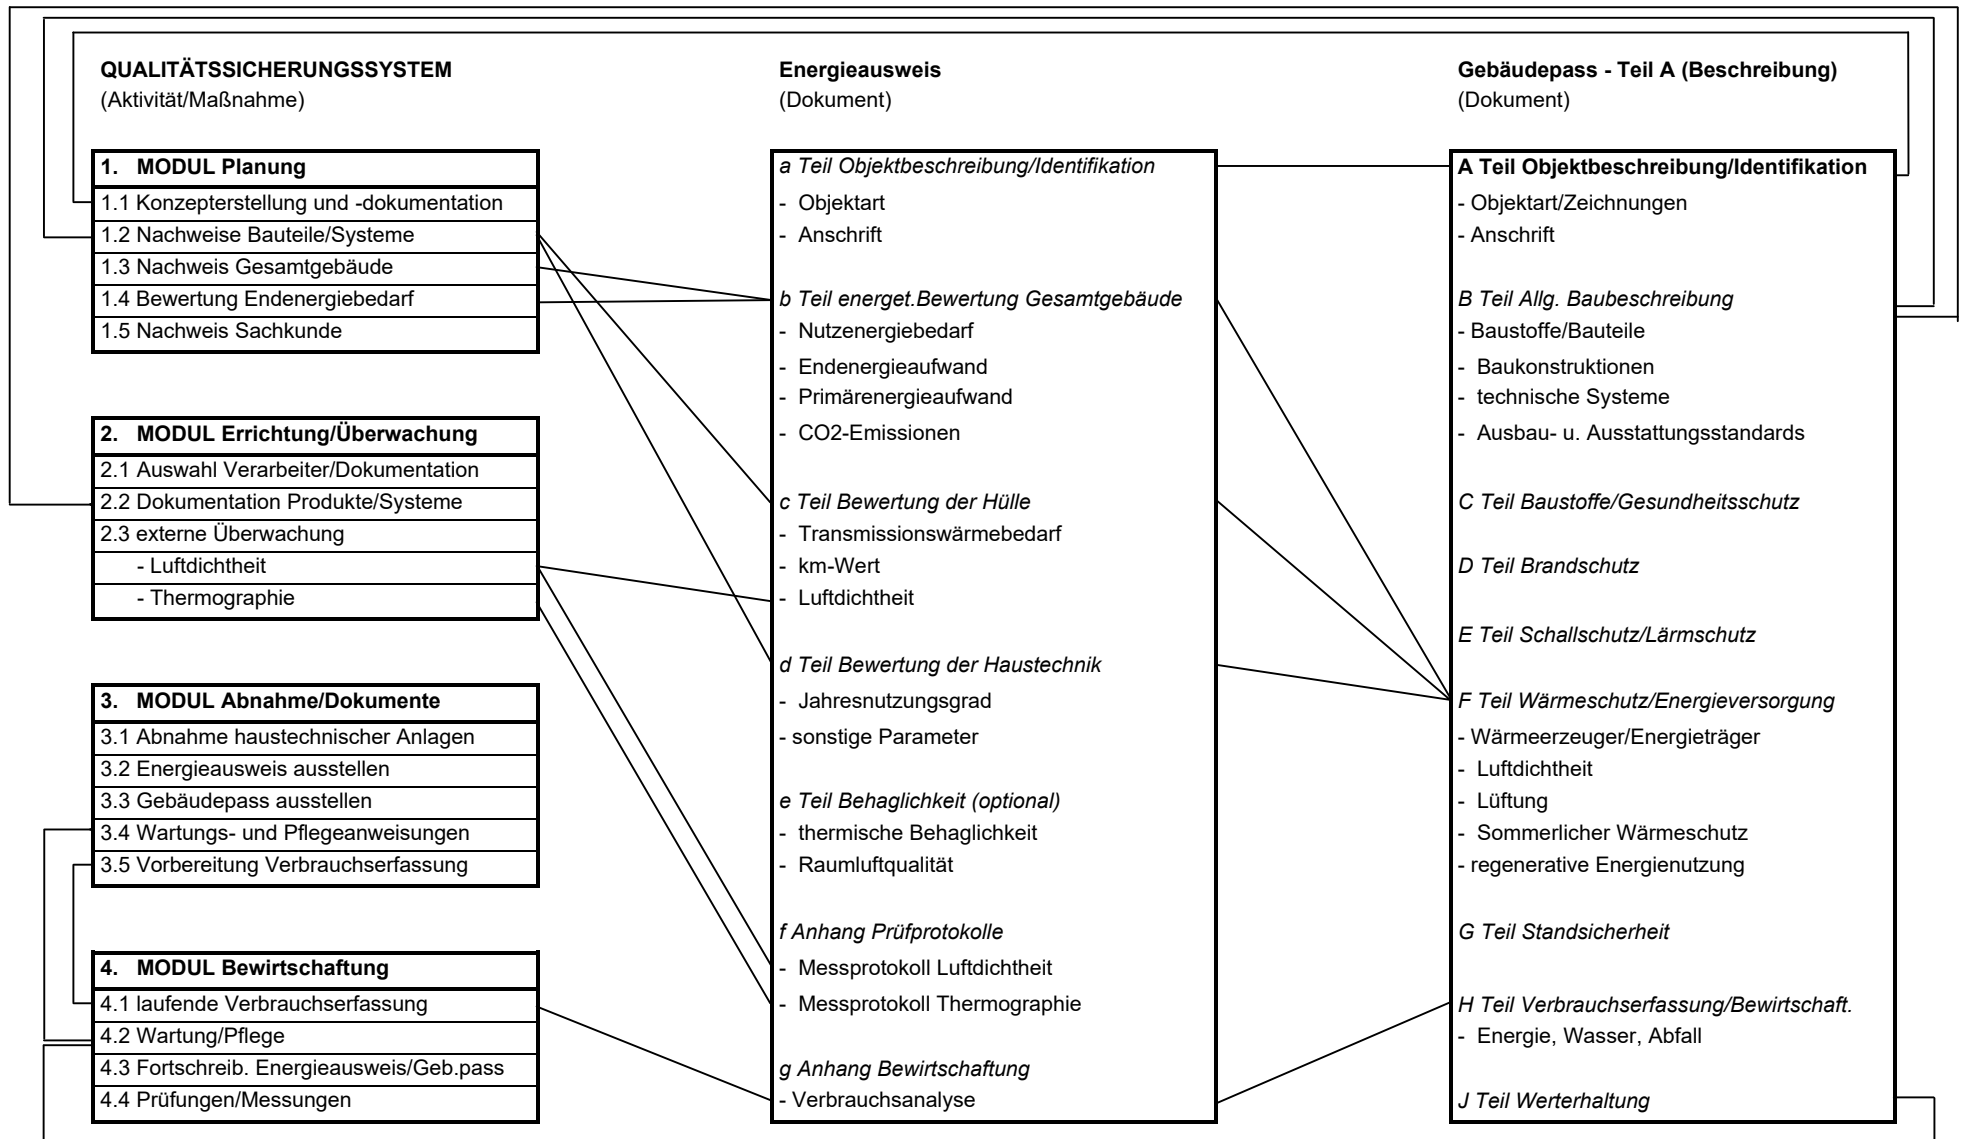 QUALITÄTSSICHERUNGSSYSTEM
(Aktivität/Maßnahme)
1. MODUL Planung
1.1 Konzepterstellung und -dokumentation
1.2 Nachweise Bauteile/Systeme
1.3 Nachweis Gesamtgebäude
1.4 Bewertung Endenergiebedarf
1.5 Nachweis Sachkunde
2. MODUL Errichtung/Überwachung
2.1 Auswahl Verarbeiter/Dokumentation
2.2 Dokumentation Produkte/Systeme
2.3 externe Überwachung
- Luftdichtheit
- Thermographie
3. MODUL Abnahme/Dokumente
3.1 Abnahme haustechnischer Anlagen
3.2 Energieausweis ausstellen
3.3 Gebäudepass ausstellen
3.4 Wartungs- und Pflegeanweisungen
3.5 Vorbereitung Verbrauchserfassung
4. MODUL Bewirtschaftung
4.1 laufende Verbrauchserfassung
4.2 Wartung/Pflege
4.3 Fortschreib. Energieausweis/Geb.pass
4.4 Prüfungen/Messungen
Energieausweis
(Dokument)
a Teil Objektbeschreibung/Identifikation
- Objektart
- Anschrift
b Teil energet.Bewertung Gesamtgebäude
- Nutzenergiebedarf
- Endenergieaufwand
- Primärenergieaufwand
- CO2-Emissionen
c Teil Bewertung der Hülle
- Transmissionswärmebedarf
- km-Wert
- Luftdichtheit
d Teil Bewertung der Haustechnik
- Jahresnutzungsgrad
- sonstige Parameter
e Teil Behaglichkeit (optional)
- thermische Behaglichkeit
- Raumluftqualität
f Anhang Prüfprotokolle
- Messprotokoll Luftdichtheit
- Messprotokoll Thermographie
g Anhang Bewirtschaftung
- Verbrauchsanalyse
Gebäudepass - Teil A (Beschreibung)
(Dokument)
A Teil Objektbeschreibung/Identifikation
- Objektart/Zeichnungen
- Anschrift
B Teil Allg. Baubeschreibung
- Baustoffe/Bauteile
- Baukonstruktionen
- technische Systeme
- Ausbau- u. Ausstattungsstandards
C Teil Baustoffe/Gesundheitsschutz
D Teil Brandschutz
E Teil Schallschutz/Lärmschutz
F Teil Wärmeschutz/Energieversorgung
- Wärmeerzeuger/Energieträger
- Luftdichtheit
- Lüftung
- Sommerlicher Wärmeschutz
- regenerative Energienutzung
G Teil Standsicherheit
H Teil Verbrauchserfassung/Bewirtschaft.
- Energie, Wasser, Abfall
J Teil Werterhaltung